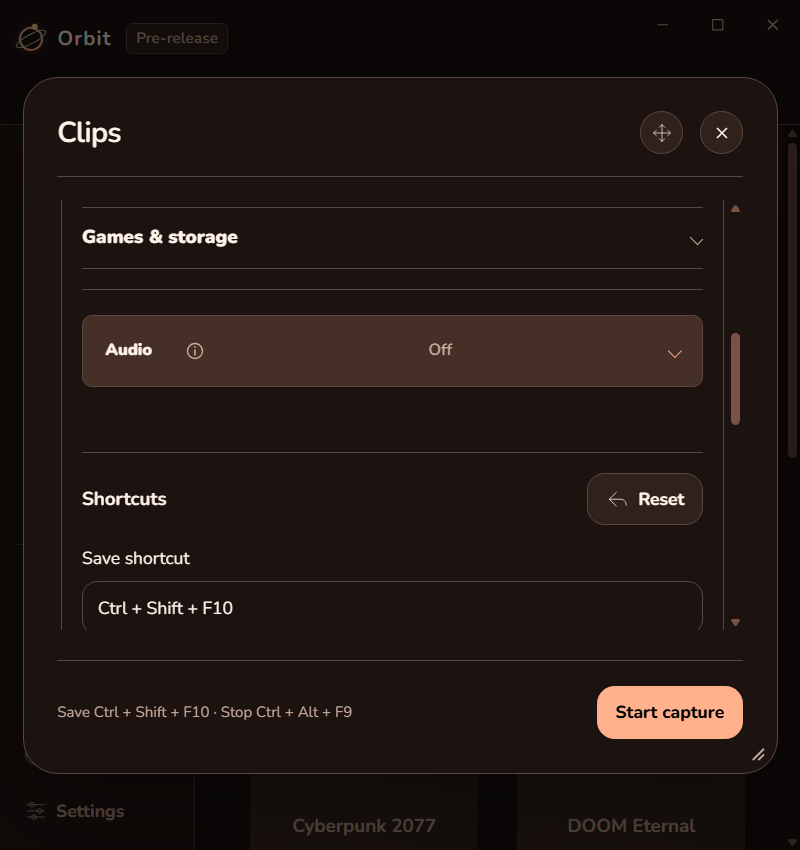 Orbit
Pre-release
Clips
Games & storage
Audio
Off
Shortcuts
Reset
Save shortcut
Ctrl + Shift + F10
Save Ctrl + Shift + F10 · Stop Ctrl + Alt + F9
Start capture
Settings
Cyberpunk 2077
DOOM Eternal